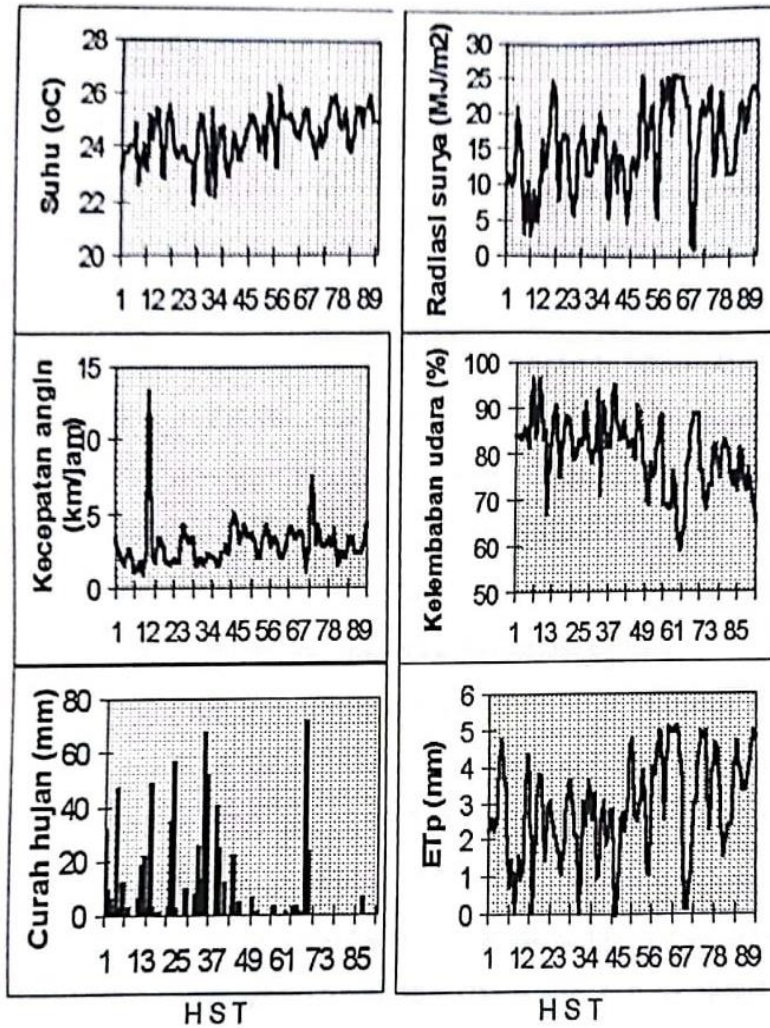 Suhu (oC)
28
26
24
22
20
1 12 23 34 45 56 67 78 89
Radiasi surya (MJ/m2)
30
25
20
15
10
5
0
1 12 23 34 45 56 67 78 89
Kecepatan angin
(km/jam)
15
10
5
0
1 12 23 34 45 56 67 78 89
Kelembaban udara (%)
100
90
80
70
60
50
1 13 25 37 49 61 73 85
Curah hujan (mm)
80
60
40
20
0
1 13 25 37 49 61 73 85
HST
ETp (mm)
6
5
4
3
2
1
0
1 12 23 34 45 56 67 78 89
HST